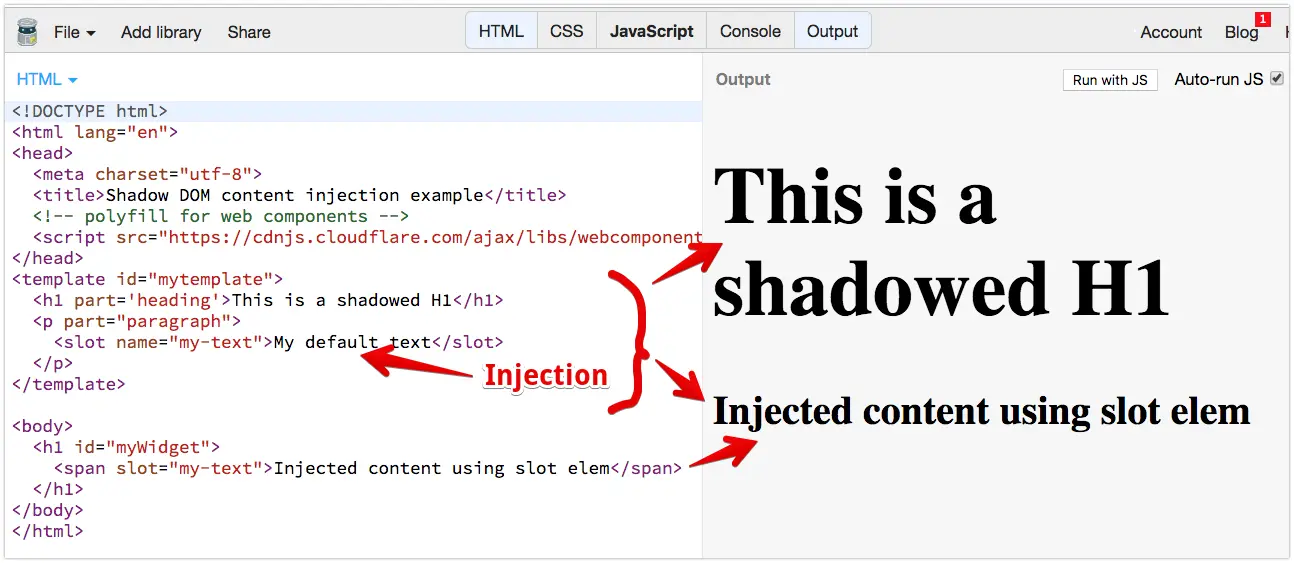 File Add library Share HTML CSS JavaScript Console Output Account Blog 1
HTML
Output Run with JS Auto-run JS
<!DOCTYPE html>
<html lang="en">
<head>
  <meta charset="utf-8">
  <title>Shadow DOM content injection example</title>
  <!-- polyfill for web components -->
  <script src="https://cdnjs.cloudflare.com/ajax/libs/webcomponent
</head>
<template id="mytemplate">
  <h1 part='heading'>This is a shadowed H1</h1>
  <p part="paragraph">
    <slot name="my-text">My default text</slot>
  </p>
</template>
Injection
<body>
  <h1 id="myWidget">
    <span slot="my-text">Injected content using slot elem</span>
  </h1>
</body>
</html>
This is a
shadowed H1
Injected content using slot elem